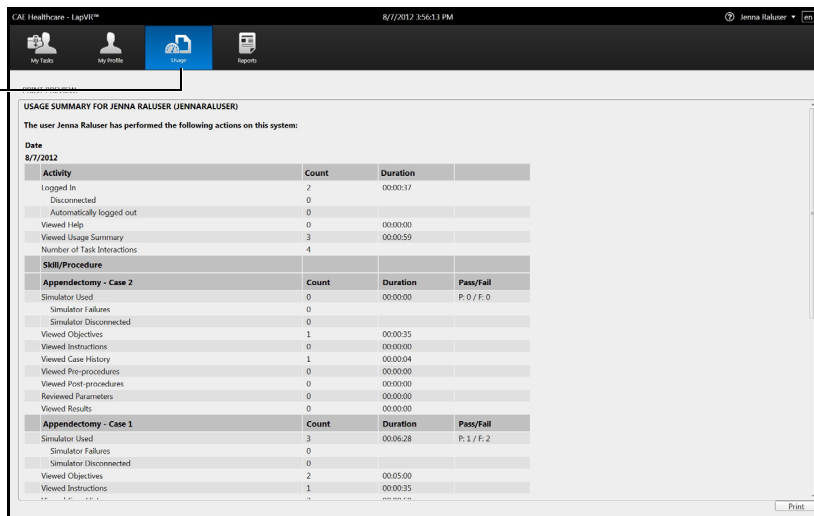 CAE Healthcare - LapVR™ 8/7/2012 3:56:13 PM Jenna Raluser en
My Tasks My Profile Usage Reports
PRINT PREVIEW
USAGE SUMMARY FOR JENNA RALUSER (JENNARALUSER)
The user Jenna Raluser has performed the following actions on this system:
Date
8/7/2012
Activity Count Duration
Logged In 2 00:00:37
Disconnected 0
Automatically logged out 0
Viewed Help 0 00:00:00
Viewed Usage Summary 3 00:00:59
Number of Task Interactions 4
Skill/Procedure
Appendectomy - Case 2 Count Duration Pass/Fail
Simulator Used 0 00:00:00 P: 0 / F: 0
Simulator Failures 0
Simulator Disconnected 0
Viewed Objectives 1 00:00:35
Viewed Instructions 0 00:00:00
Viewed Case History 1 00:00:04
Viewed Pre-procedures 0 00:00:00
Viewed Post-procedures 0 00:00:00
Reviewed Parameters 0 00:00:00
Viewed Results 0 00:00:00
Appendectomy - Case 1 Count Duration Pass/Fail
Simulator Used 3 00:06:28 P: 1 / F: 2
Simulator Failures 0
Simulator Disconnected 0
Viewed Objectives 2 00:05:00
Viewed Instructions 1 00:00:35
Print